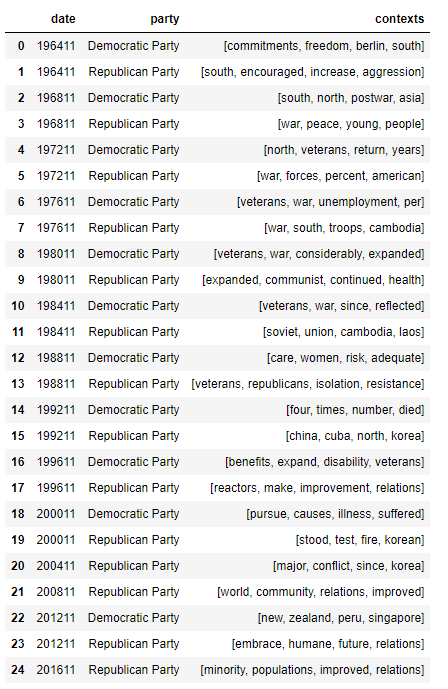 date party contexts
0 196411 Democratic Party [commitments, freedom, berlin, south]
1 196411 Republican Party [south, encouraged, increase, aggression]
2 196811 Democratic Party [south, north, postwar, asia]
3 196811 Republican Party [war, peace, young, people]
4 197211 Democratic Party [north, veterans, return, years]
5 197211 Republican Party [war, forces, percent, american]
6 197611 Democratic Party [veterans, war, unemployment, per]
7 197611 Republican Party [war, south, troops, cambodia]
8 198011 Democratic Party [veterans, war, considerably, expanded]
9 198011 Republican Party [expanded, communist, continued, health]
10 198411 Democratic Party [veterans, war, since, reflected]
11 198411 Republican Party [soviet, union, cambodia, laos]
12 198811 Democratic Party [care, women, risk, adequate]
13 198811 Republican Party [veterans, republicans, isolation, resistance]
14 199211 Democratic Party [four, times, number, died]
15 199211 Republican Party [china, cuba, north, korea]
16 199611 Democratic Party [benefits, expand, disability, veterans]
17 199611 Republican Party [reactors, make, improvement, relations]
18 200011 Democratic Party [pursue, causes, illness, suffered]
19 200011 Republican Party [stood, test, fire, korean]
20 200411 Republican Party [major, conflict, since, korea]
21 200811 Republican Party [world, community, relations, improved]
22 201211 Democratic Party [new, zealand, peru, singapore]
23 201211 Republican Party [embrace, humane, future, relations]
24 201611 Republican Party [minority, populations, improved, relations]